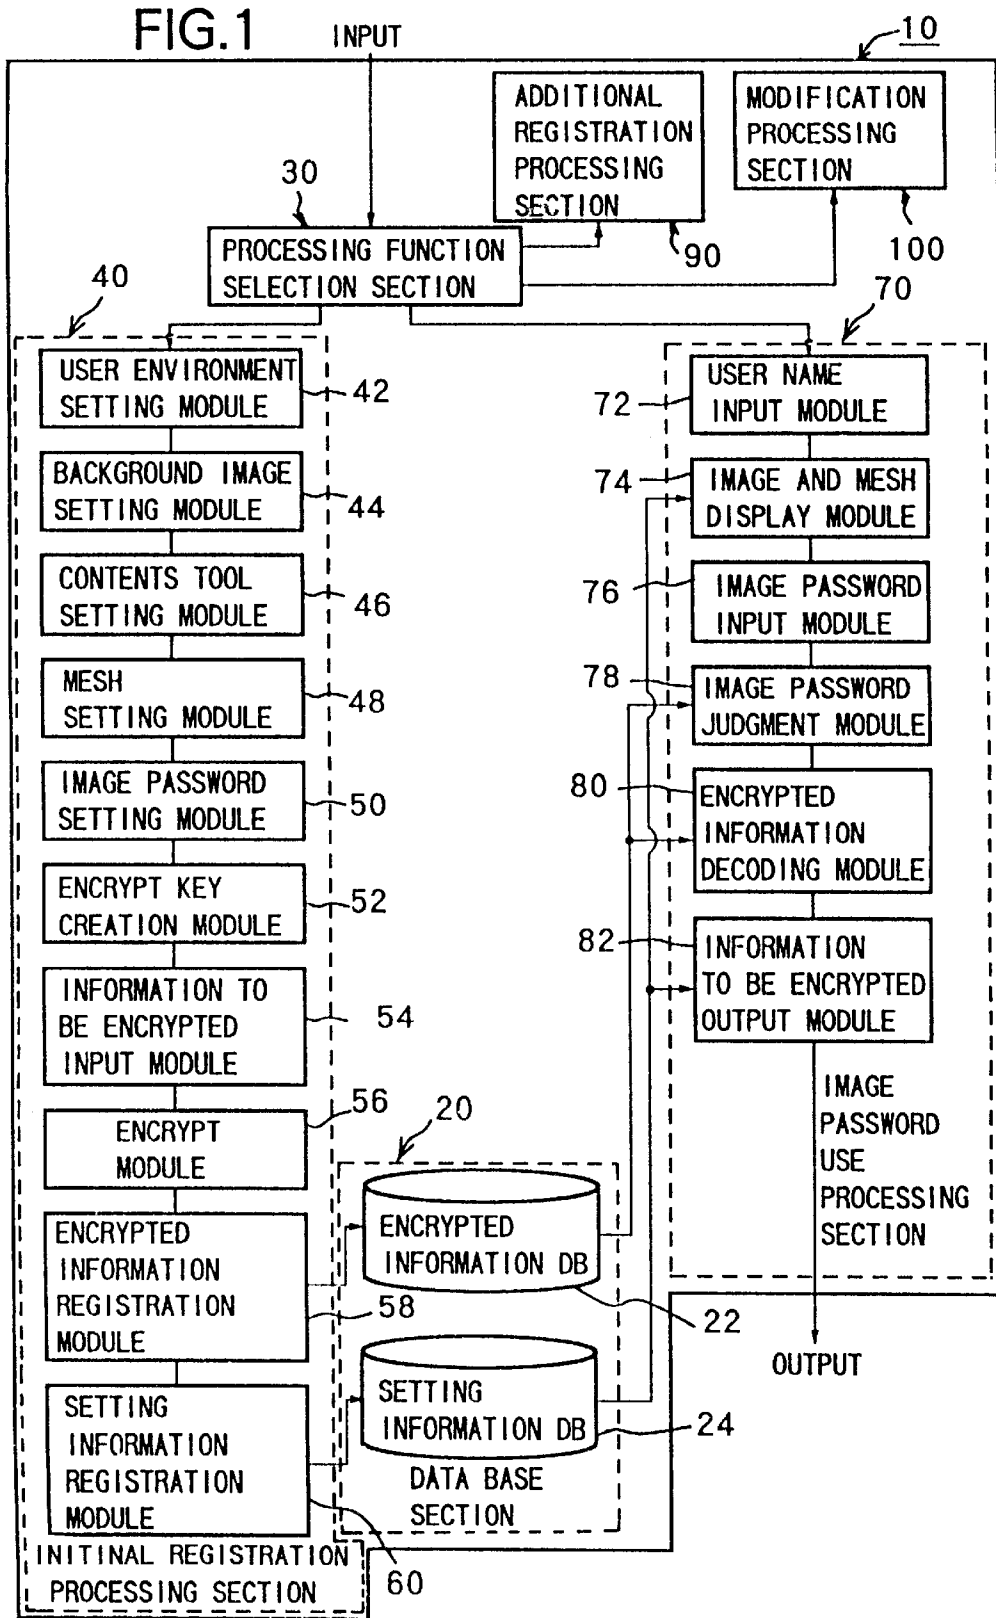 FIG.1
INPUT
10
ADDITIONAL
REGISTRATION
PROCESSING
SECTION
90
MODIFICATION
PROCESSING
SECTION
100
30
PROCESSING FUNCTION
SELECTION SECTION
40
USER ENVIRONMENT
SETTING MODULE
42
BACKGROUND IMAGE
SETTING MODULE
44
CONTENTS TOOL
SETTING MODULE
46
MESH
SETTING MODULE
48
IMAGE PASSWORD
SETTING MODULE
50
ENCRYPT KEY
CREATION MODULE
52
INFORMATION TO
BE ENCRYPTED
INPUT MODULE
54
ENCRYPT
MODULE
56
ENCRYPTED
INFORMATION
REGISTRATION
MODULE
58
SETTING
INFORMATION
REGISTRATION
MODULE
60
INITINAL REGISTRATION
PROCESSING SECTION
20
ENCRYPTED
INFORMATION DB
22
SETTING
INFORMATION DB
24
DATA BASE
SECTION
70
USER NAME
INPUT MODULE
72
IMAGE AND MESH
DISPLAY MODULE
74
IMAGE PASSWORD
INPUT MODULE
76
IMAGE PASSWORD
JUDGMENT MODULE
78
ENCRYPTED
INFORMATION
DECODING MODULE
80
INFORMATION
TO BE ENCRYPTED
OUTPUT MODULE
82
IMAGE
PASSWORD
USE
PROCESSING
SECTION
OUTPUT